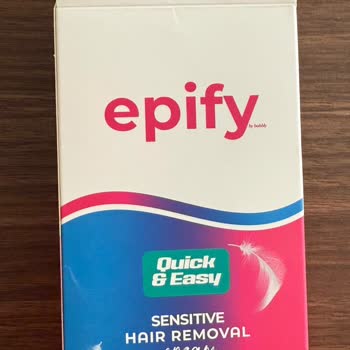 epify
Quick
& Easy
SENSITIVE
HAIR REMOVAL